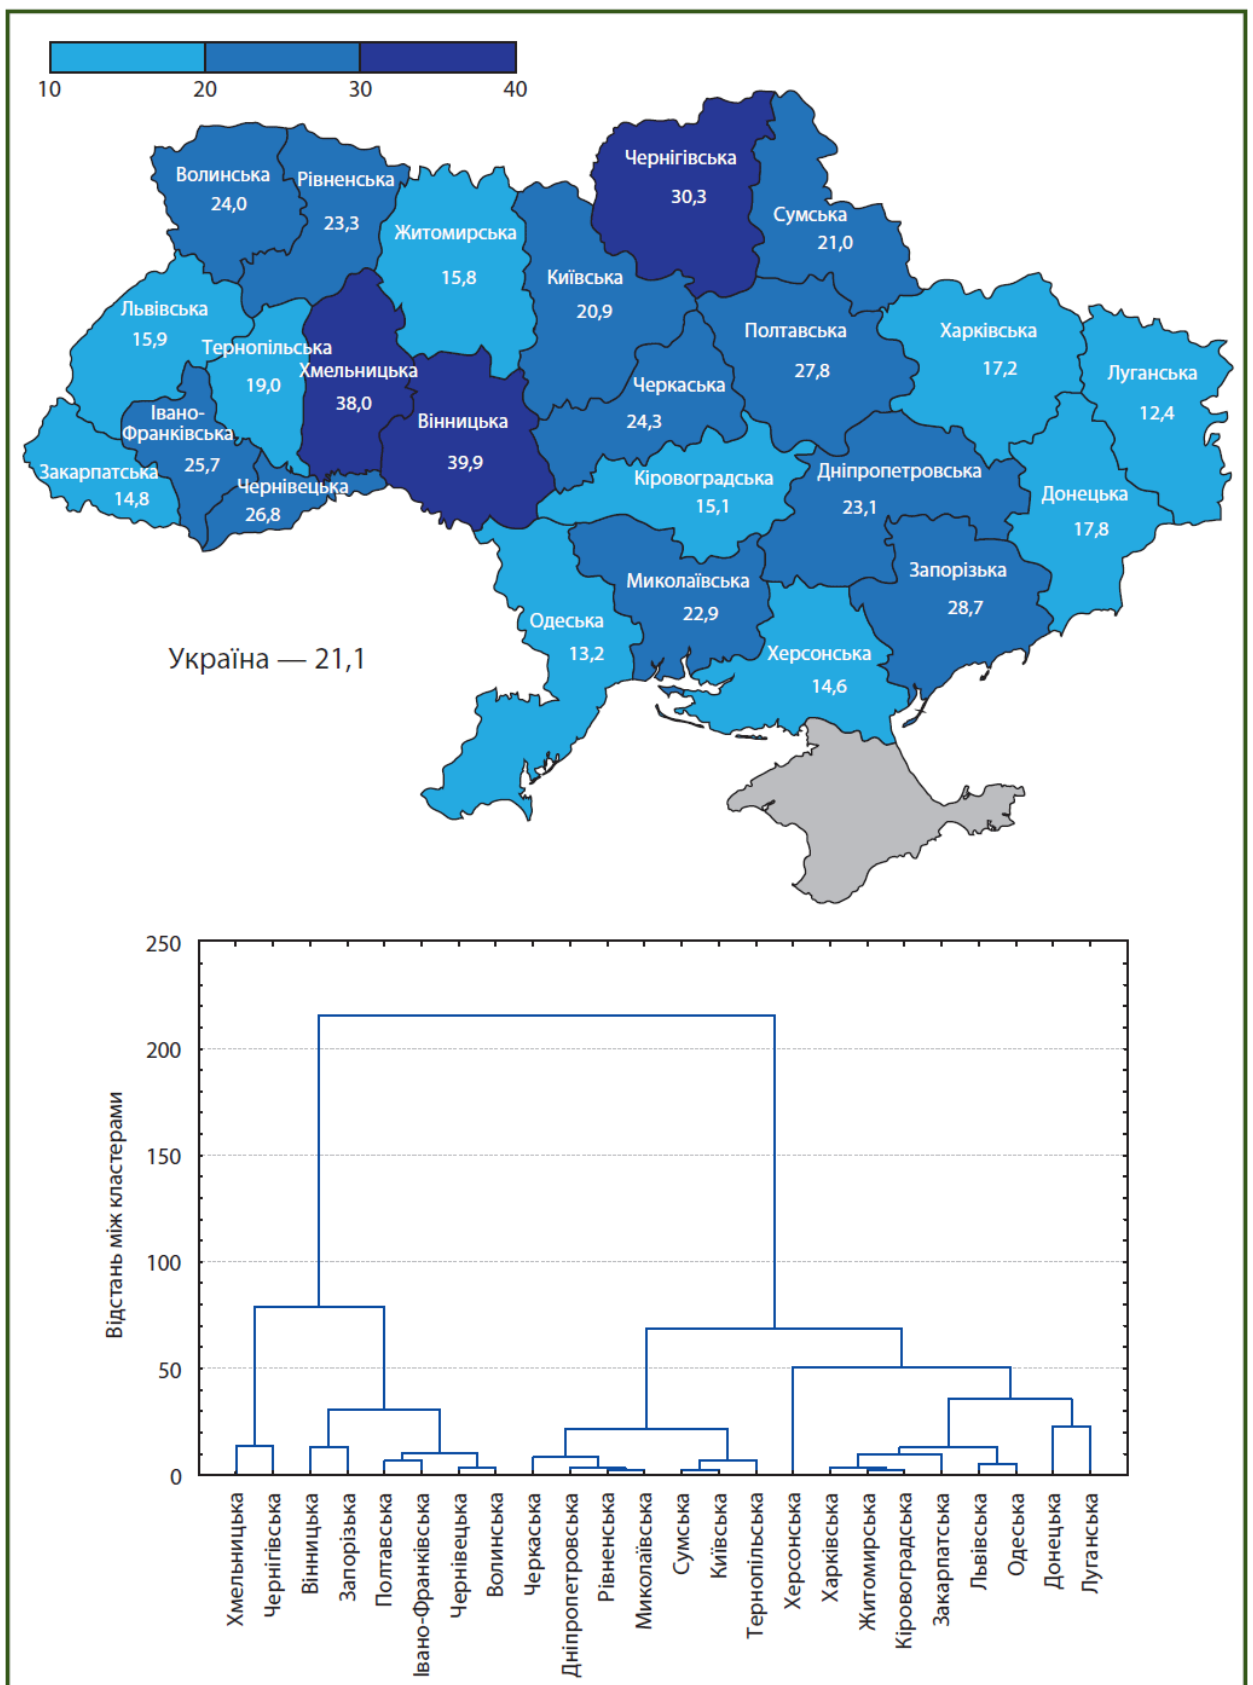 10 20 30 40
Чернігівська
30,3
Волинська
24,0
Рівненська
23,3
Сумська
21,0
Житомирська
15,8
Київська
20,9
Львівська
15,9
Тернопільська
19,0
Хмельницька
38,0
Полтавська
27,8
Харківська
17,2
Луганська
12,4
Черкаська
24,3
Вінницька
39,9
Івано-
Франківська
25,7
Закарпатська
14,8
Чернівецька
26,8
Кіровоградська
15,1
Дніпропетровська
23,1
Донецька
17,8
Миколаївська
22,9
Запорізька
28,7
Одеська
13,2
Херсонська
14,6
Україна — 21,1
250
200
150
100
50
0
Відстань між кластерами
Хмельницька
Чернігівська
Вінницька
Запорізька
Полтавська
Івано-Франківська
Чернівецька
Волинська
Черкаська
Дніпропетровська
Рівненська
Миколаївська
Сумська
Київська
Тернопільська
Херсонська
Харківська
Житомирська
Кіровоградська
Закарпатська
Львівська
Одеська
Донецька
Луганська